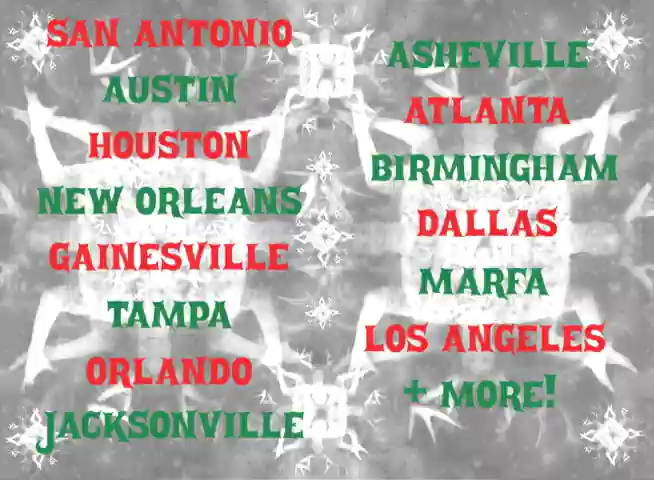 SAN ANTONIO
AUSTIN
HOUSTON
NEW ORLEANS
GAINESVILLE
TAMPA
ORLANDO
JACKSONVILLE
ASHEVILLE
ATLANTA
BIRMINGHAM
DALLAS
MARFA
LOS ANGELES
+ MORE!